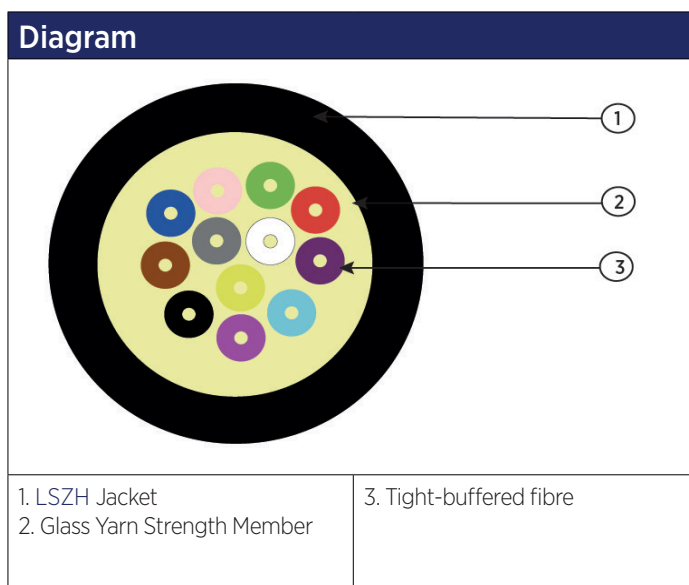 Diagram
1
2
3
1. LSZH Jacket
2. Glass Yarn Strength Member
3. Tight-buffered fibre